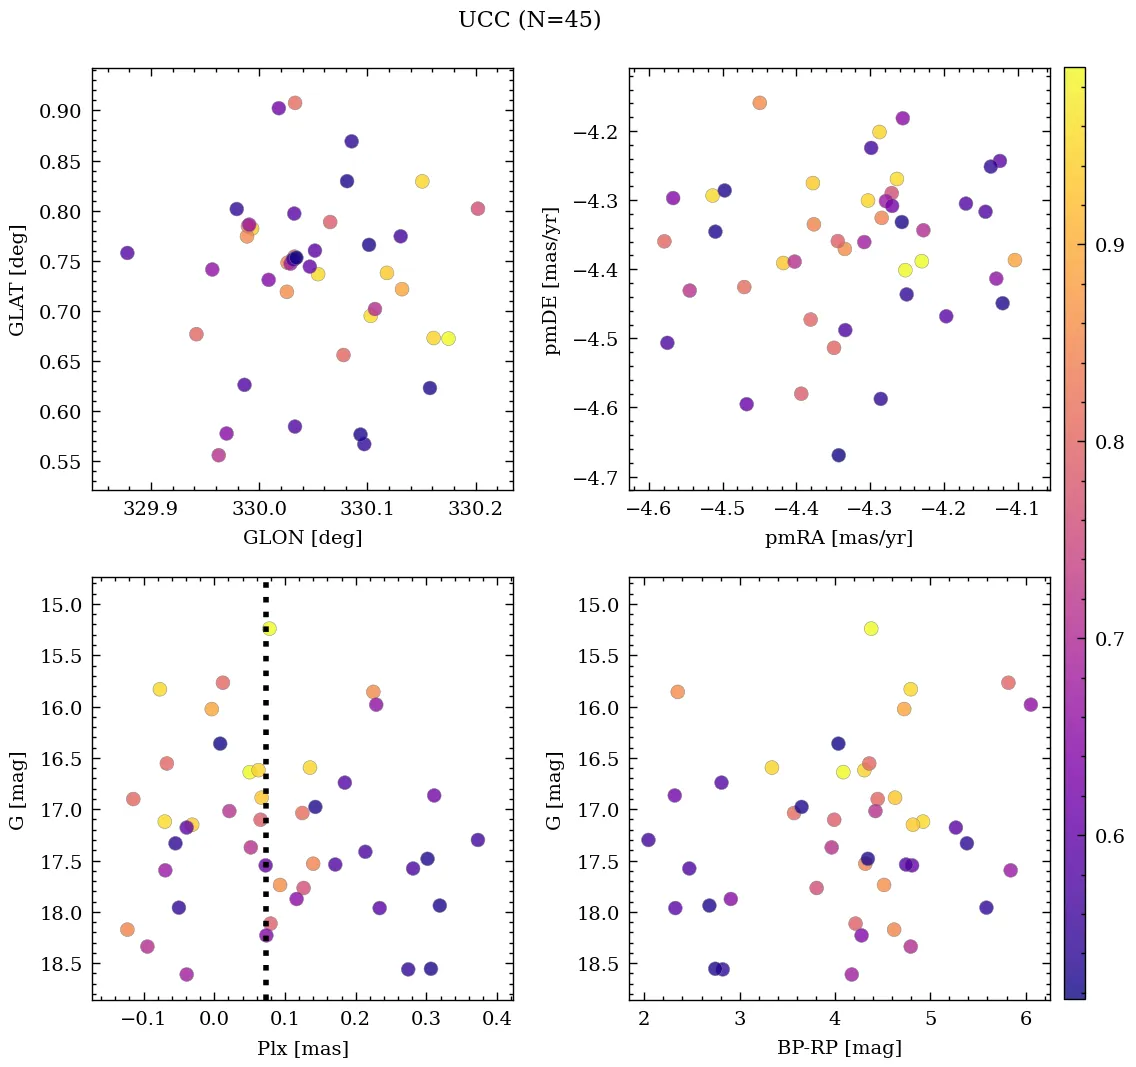 UCC (N=45)
0.90
0.85
0.80
0.75
0.70
0.65
0.60
0.55
GLAT [deg]
329.9 330.0 330.1 330.2
GLON [deg]
−4.2
−4.3
−4.4
−4.5
−4.6
−4.7
pmDE [mas/yr]
−4.6 −4.5 −4.4 −4.3 −4.2 −4.1
pmRA [mas/yr]
15.0
15.5
16.0
16.5
17.0
17.5
18.0
18.5
G [mag]
−0.1 0.0 0.1 0.2 0.3 0.4
Plx [mas]
15.0
15.5
16.0
16.5
17.0
17.5
18.0
18.5
G [mag]
2 3 4 5 6
BP-RP [mag]
0.9
0.8
0.7
0.6